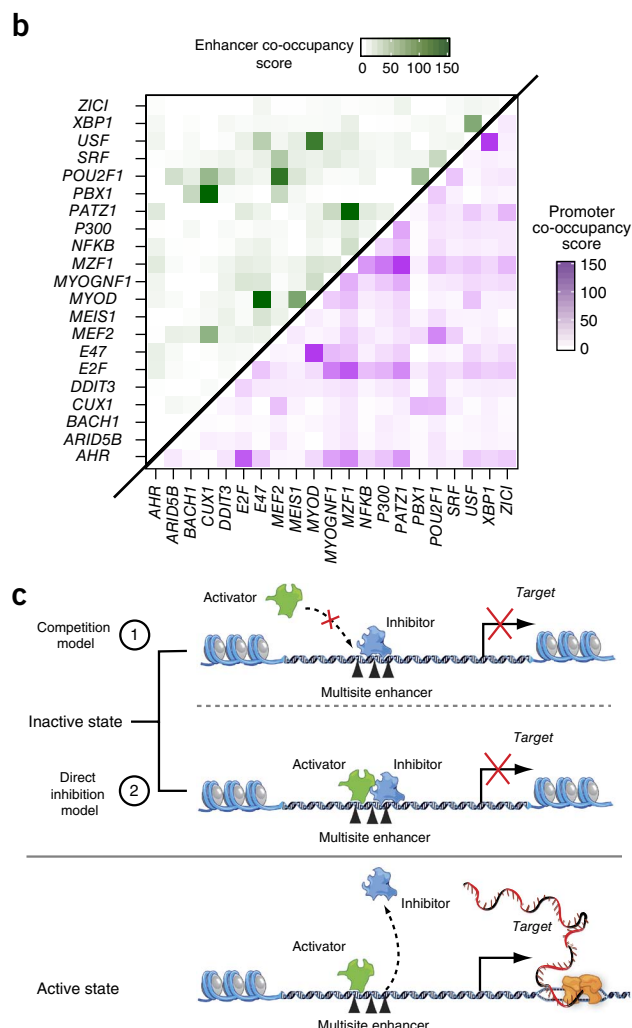 b
Enhancer co-occupancy
score
0 50 100 150
ZICI
XBP1
USF
SRF
POU2F1
PBX1
PATZ1
P300
NFKB
MZF1
MYOGNF1
MYOD
MEIS1
MEF2
E47
E2F
DDIT3
CUX1
BACH1
ARID5B
AHR
Promoter
co-occupancy
score
150
100
50
0
AHR
ARID5B
BACH1
CUX1
DDIT3
E2F
E47
MEF2
MEIS1
MYOD
MYOGNF1
MZF1
NFKB
P300
PATZ1
PBX1
POU2F1
SRF
USF
XBP1
ZICI
c
Activator
Target
Competition
model
1
Inhibitor
Multisite enhancer
Inactive state
Target
Direct
inhibition
model
2
Activator
Inhibitor
Multisite enhancer
Inhibitor
Target
Activator
Active state
Multisite enhancer